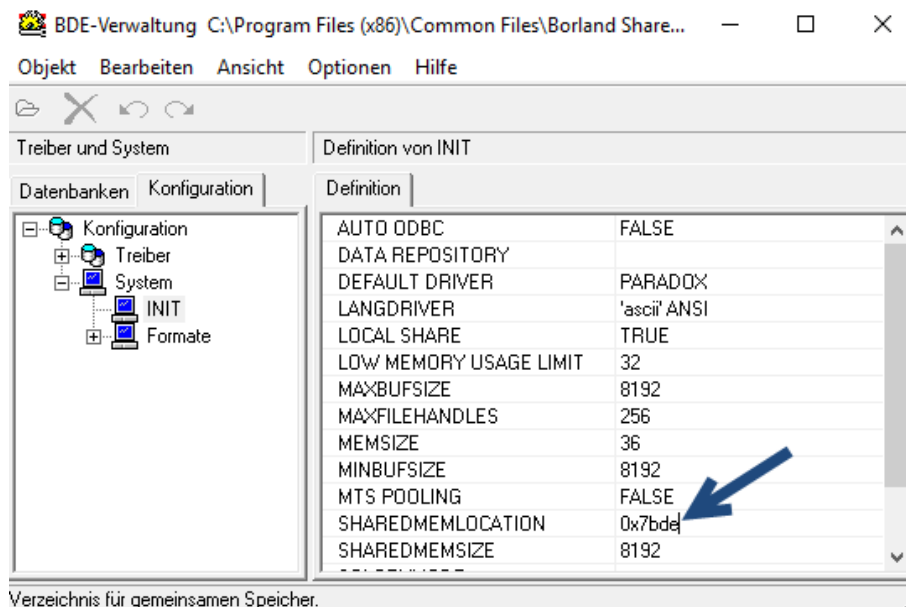 BDE-Verwaltung C:\Program Files (x86)\Common Files\Borland Share...
Objekt Bearbeiten Ansicht Optionen Hilfe
Treiber und System
Definition von INIT
Datenbanken Konfiguration
Definition
Konfiguration
Treiber
System
INIT
Formate
AUTO ODBC FALSE
DATA REPOSITORY
DEFAULT DRIVER PARADOX
LANGDRIVER 'ascii' ANSI
LOCAL SHARE TRUE
LOW MEMORY USAGE LIMIT 32
MAXBUFSIZE 8192
MAXFILEHANDLES 256
MEMSIZE 36
MINBUFSIZE 8192
MTS POOLING FALSE
SHAREDMEMLOCATION 0x7bde
SHAREDMEMSIZE 8192
Verzeichnis für gemeinsamen Speicher.